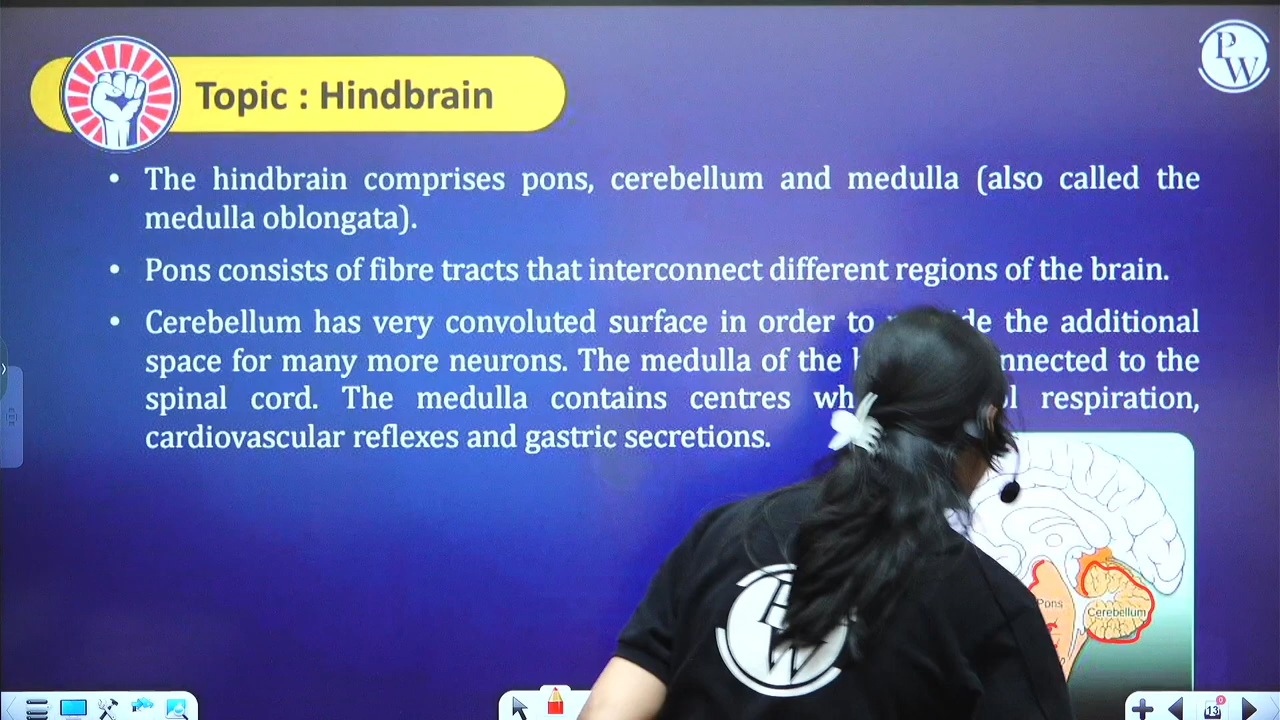 Topic : Hindbrain
PW
• The hindbrain comprises pons, cerebellum and medulla (also called the
medulla oblongata).
• Pons consists of fibre tracts that interconnect different regions of the brain.
• Cerebellum has very convoluted surface in order to the additional
space for many more neurons. The medulla of the to the
spinal cord. The medulla contains centres respiration,
cardiovascular reflexes and gastric secretions.
Pons
Cerebellum
PW
13